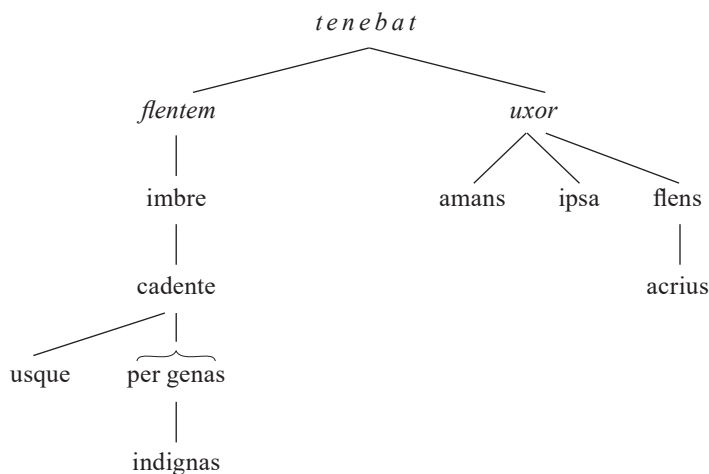 tenebat
flentem uxor
imbre amans ipsa flens
cadente acrius
usque per genas
indignas